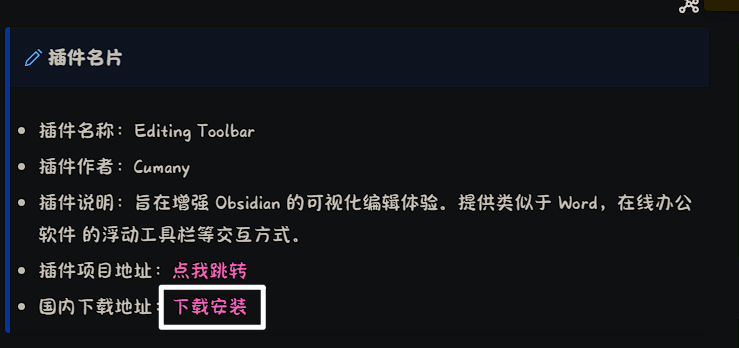 插件名片
插件名称：Editing Toolbar
插件作者：Cumany
插件说明：旨在增强 Obsidian 的可视化编辑体验。提供类似于 Word，在线办公
软件 的浮动工具栏等交互方式。
插件项目地址：点我跳转
国内下载地址：下载安装